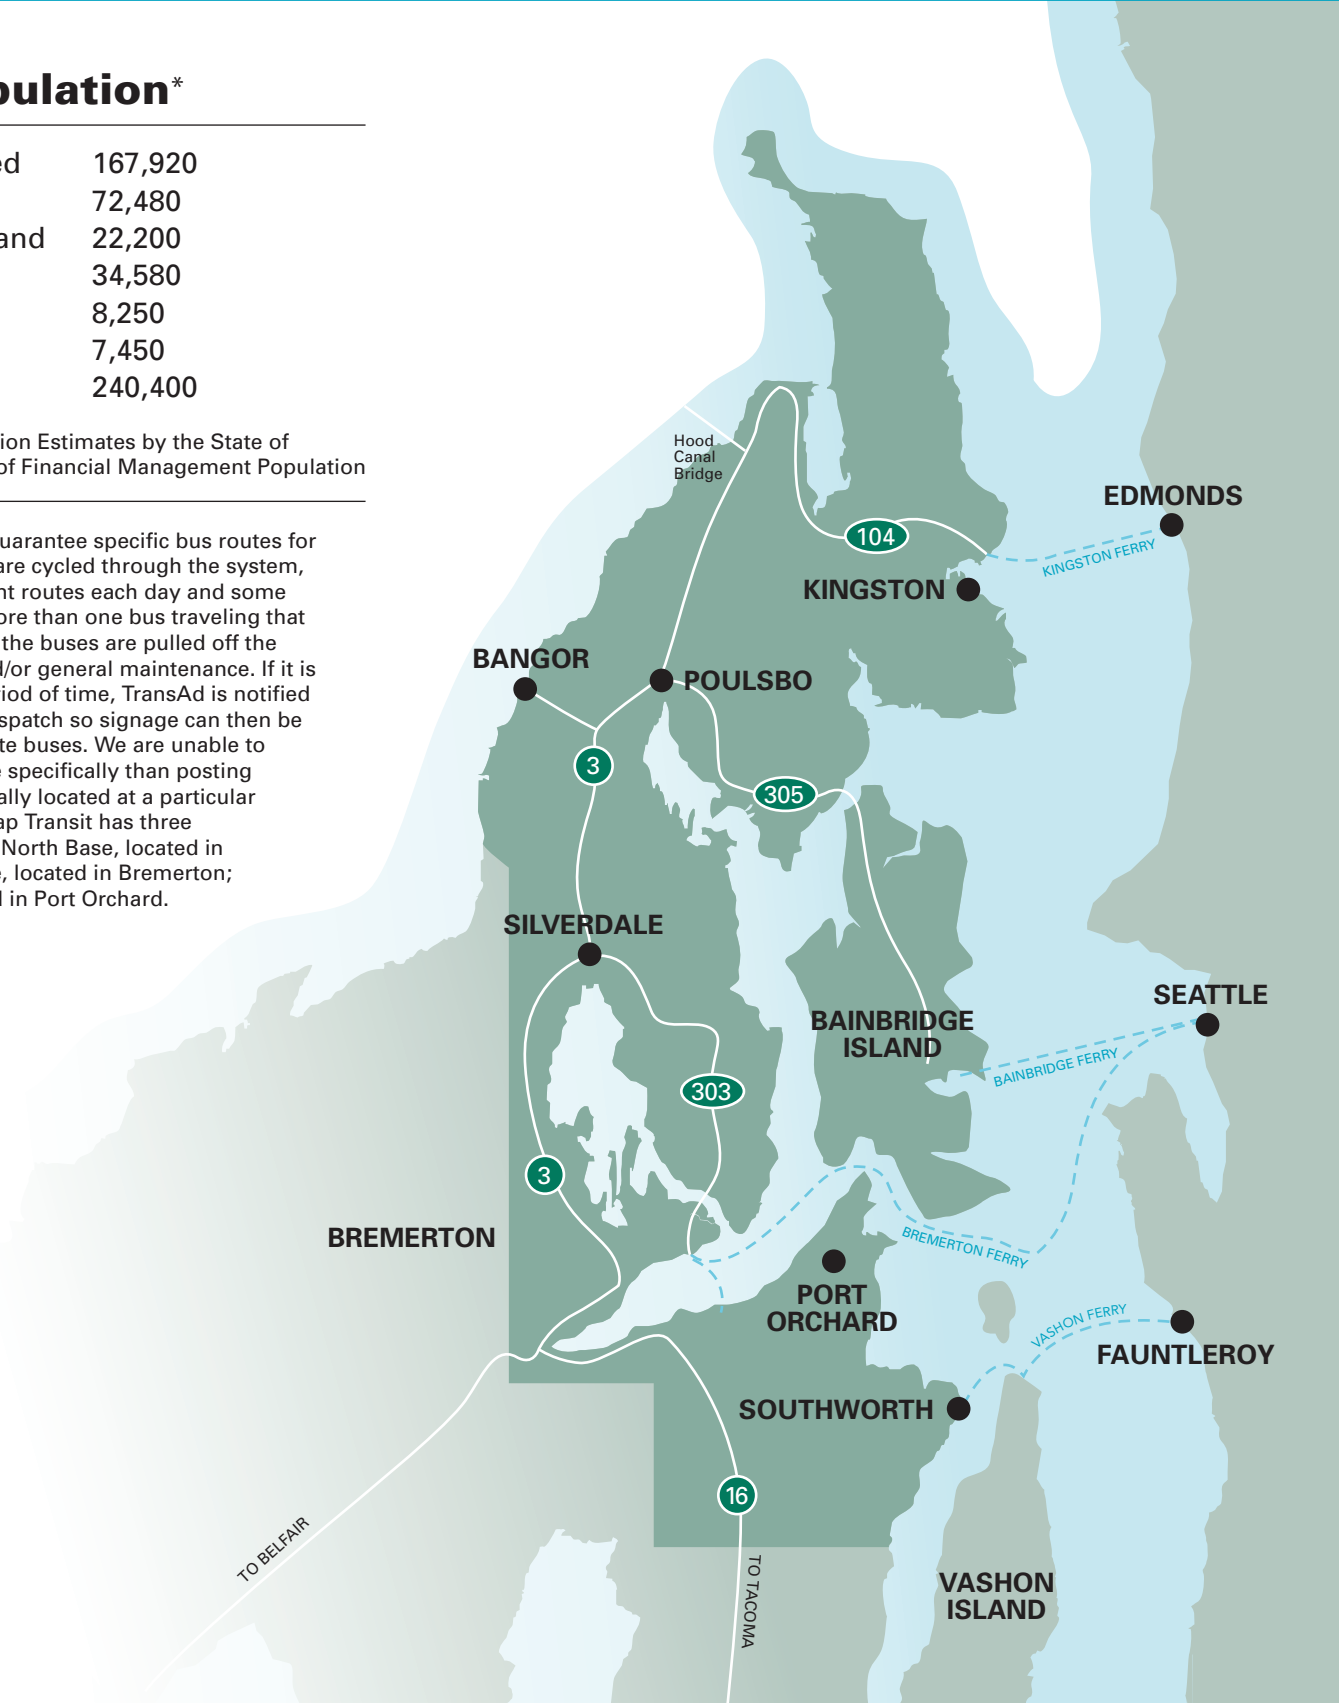 pulation*
ed 167,920
72,480
and 22,200
34,580
8,250
7,450
240,400
ion Estimates by the State of
of Financial Management Population
uarantee specific bus routes for
are cycled through the system,
nt routes each day and some
ore than one bus traveling that
the buses are pulled off the
d/or general maintenance. If it is
riod of time, TransAd is notified
spatch so signage can then be
te buses. We are unable to
e specifically than posting
ally located at a particular
ap Transit has three
North Base, located in
e, located in Bremerton;
d in Port Orchard.
Hood
Canal
Bridge
EDMONDS
104
KINGSTON FERRY
KINGSTON
BANGOR
POULSBO
3
305
SILVERDALE
SEATTLE
BAINBRIDGE
ISLAND
BAINBRIDGE FERRY
303
3
BREMERTON
BREMERTON FERRY
PORT
ORCHARD
VASHON FERRY
FAUNTLEROY
SOUTHWORTH
16
TO BELFAIR
TO TACOMA
VASHON
ISLAND